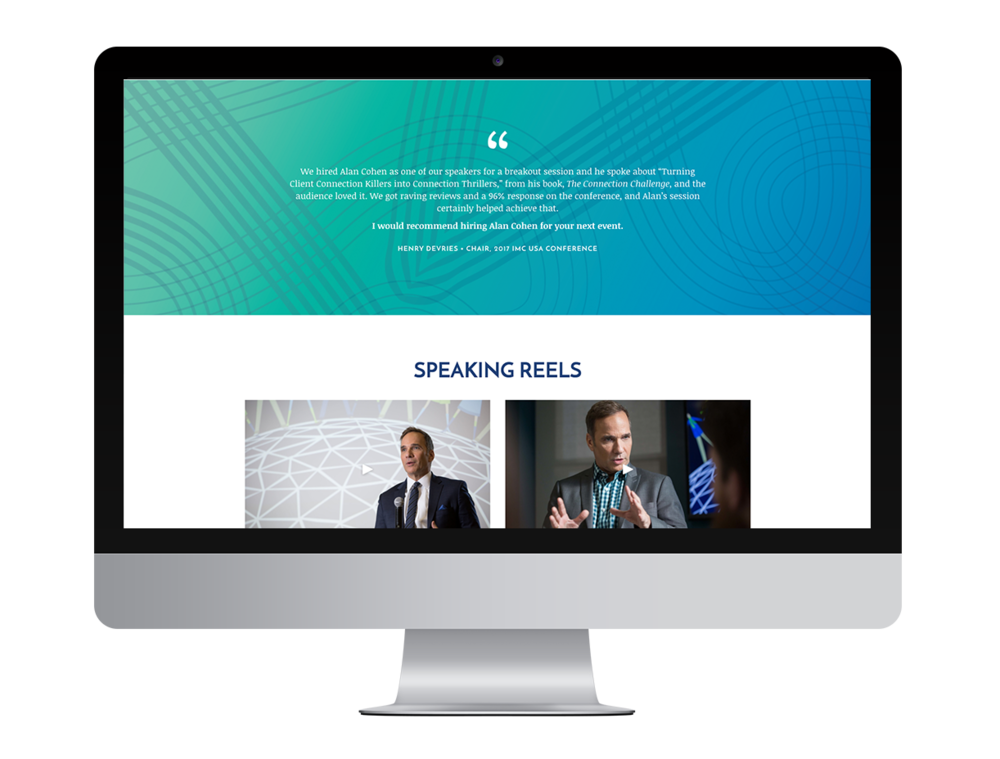 “
We hired Alan Cohen as one of our speakers for a breakout session and he spoke about “Turning
Client Connection Killers into Connection Thrillers,” from his book, The Connection Challenge, and the
audience loved it. We got raving reviews and a 96% response on the conference, and Alan’s session
certainly helped achieve that.
I would recommend hiring Alan Cohen for your next event.
HENRY DEVRIES • CHAIR, 2017 IMC USA CONFERENCE
SPEAKING REELS